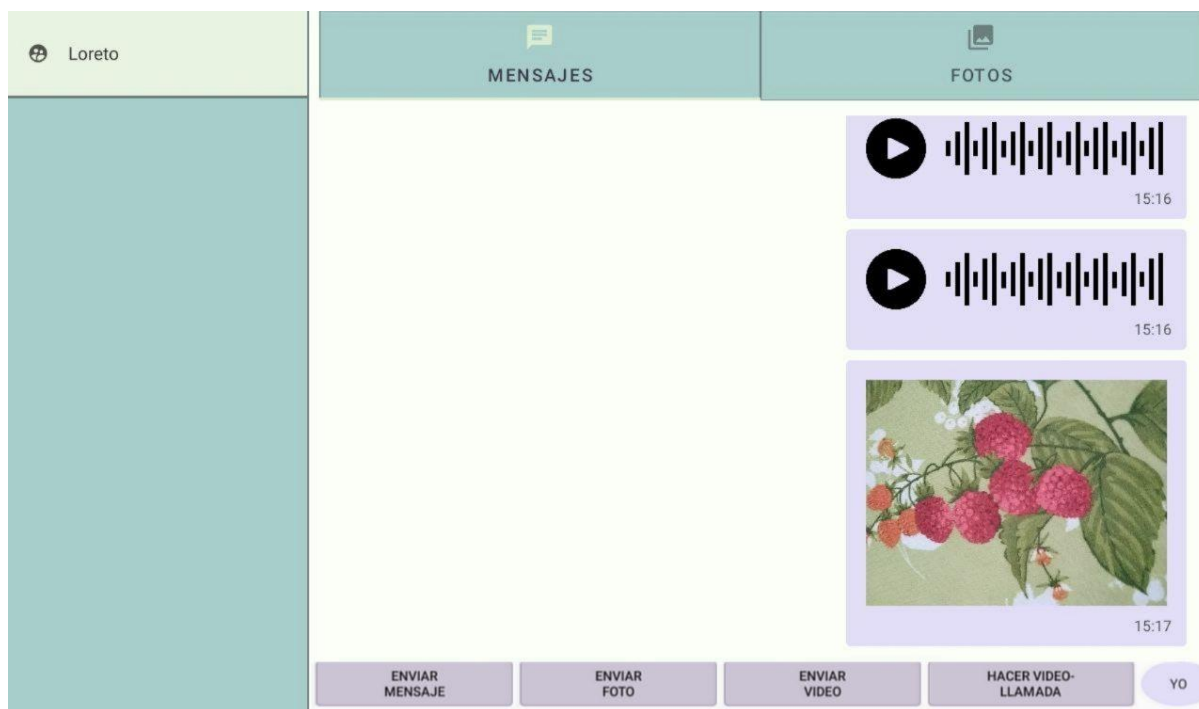 Loreto
MENSAJES
FOTOS
15:16
15:16
15:17
ENVIAR
MENSAJE
ENVIAR
FOTO
ENVIAR
VIDEO
HACER VIDEO-
LLAMADA
YO